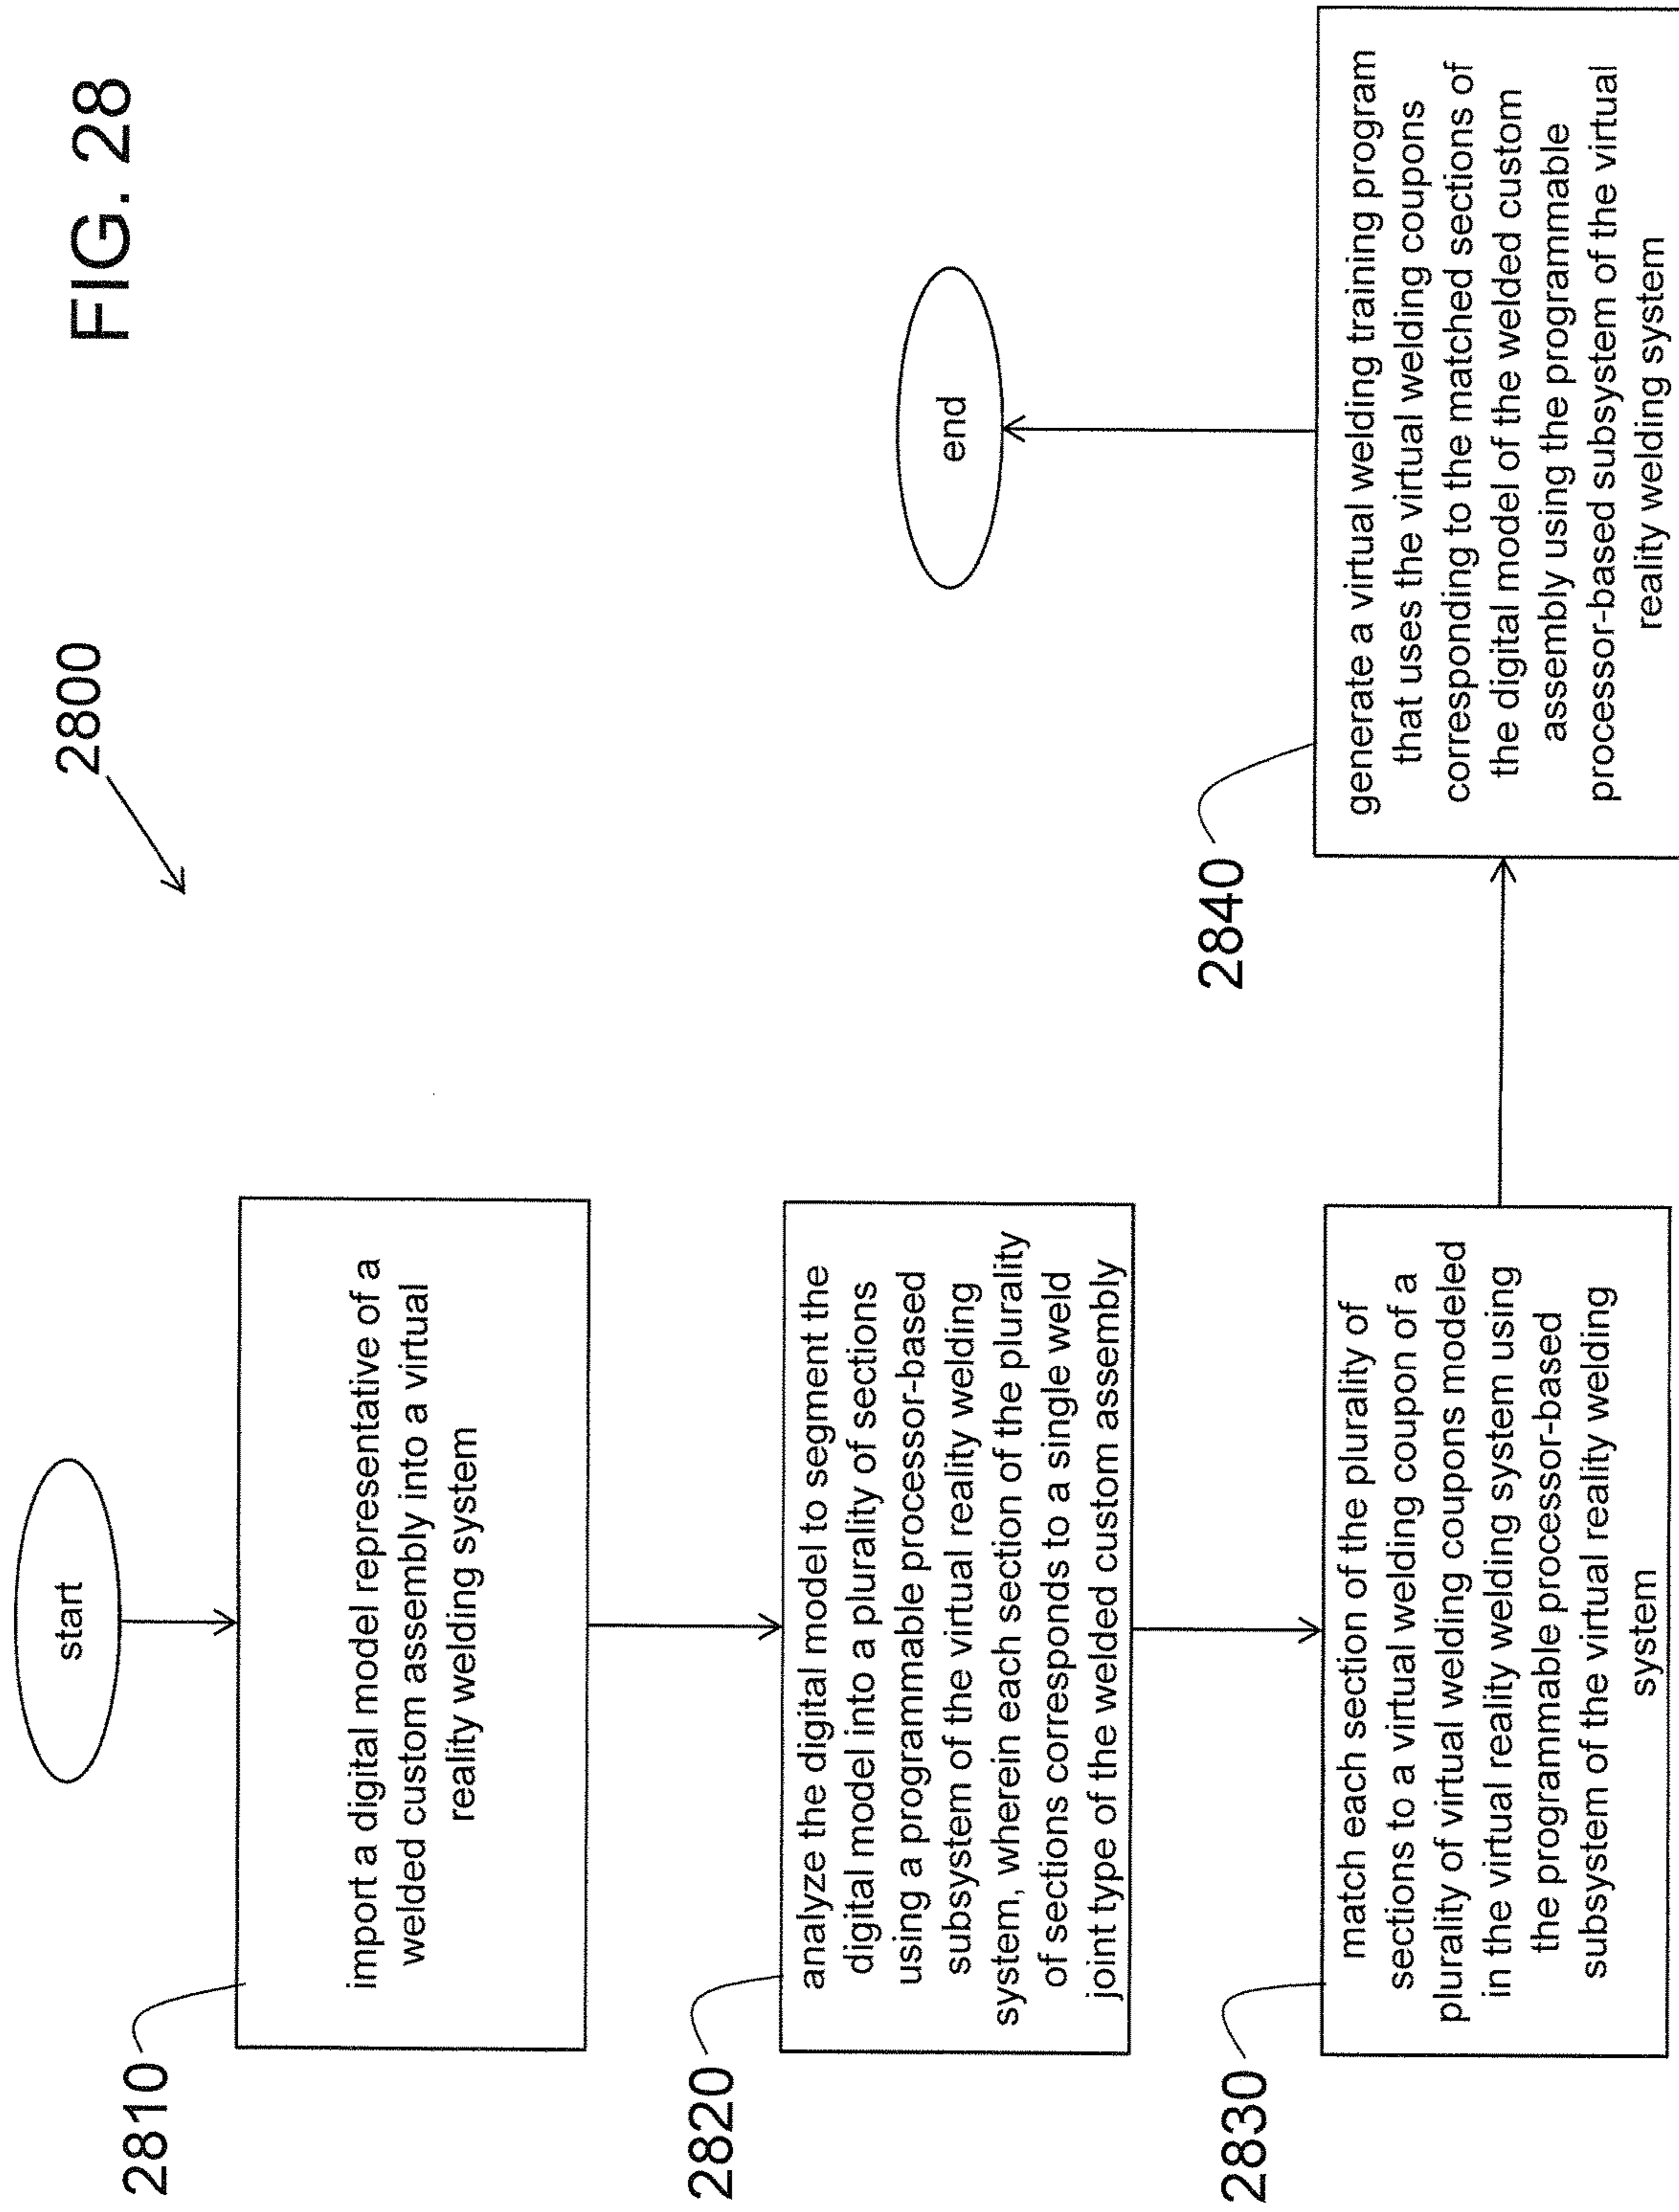 FIG. 28
2800
start
2810
import a digital model representative of a
welded custom assembly into a virtual
reality welding system
2820
analyze the digital model to segment the
digital model into a plurality of sections
using a programmable processor-based
subsystem of the virtual reality welding
system, wherein each section of the plurality
of sections corresponds to a single weld
joint type of the welded custom assembly
2830
match each section of the plurality of
sections to a virtual welding coupon of a
plurality of virtual welding coupons modeled
in the virtual reality welding system using
the programmable processor-based
subsystem of the virtual reality welding
system
2840
generate a virtual welding training program
that uses the virtual welding coupons
corresponding to the matched sections of
the digital model of the welded custom
assembly using the programmable
processor-based subsystem of the virtual
reality welding system
end